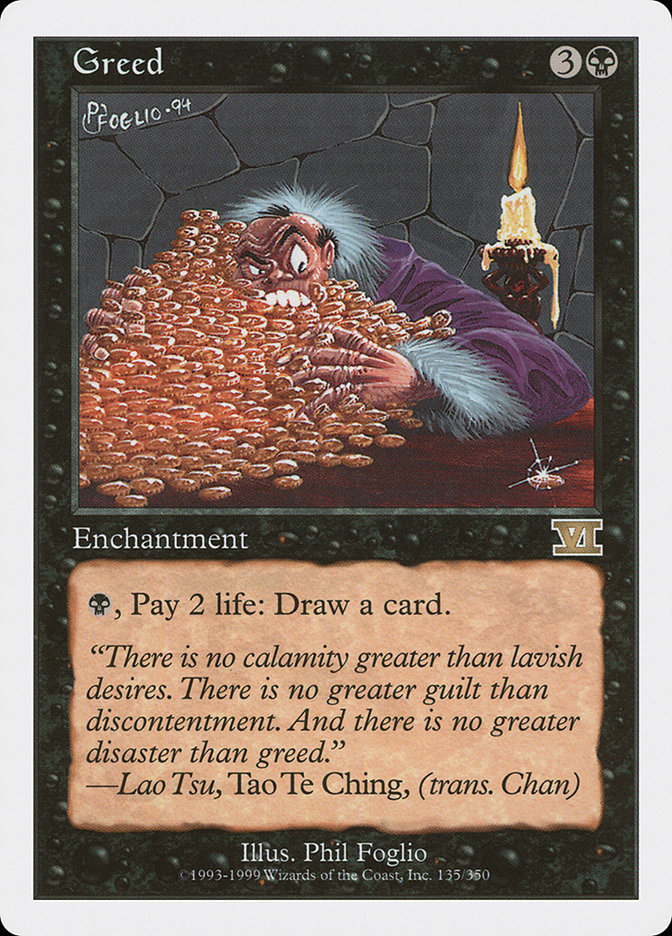 Greed
3
P FOGLIO·94
Enchantment
VI
, Pay 2 life: Draw a card.
“There is no calamity greater than lavish
desires. There is no greater guilt than
discontentment. And there is no greater
disaster than greed.”
—Lao Tsu, Tao Te Ching, (trans. Chan)
Illus. Phil Foglio
©1993-1999 Wizards of the Coast, Inc. 135/350